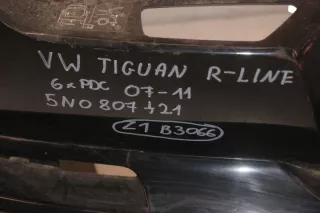 VW TIGUAN R-LINE
6xPDC 07-11
5N0 807 421
Z1 B3066